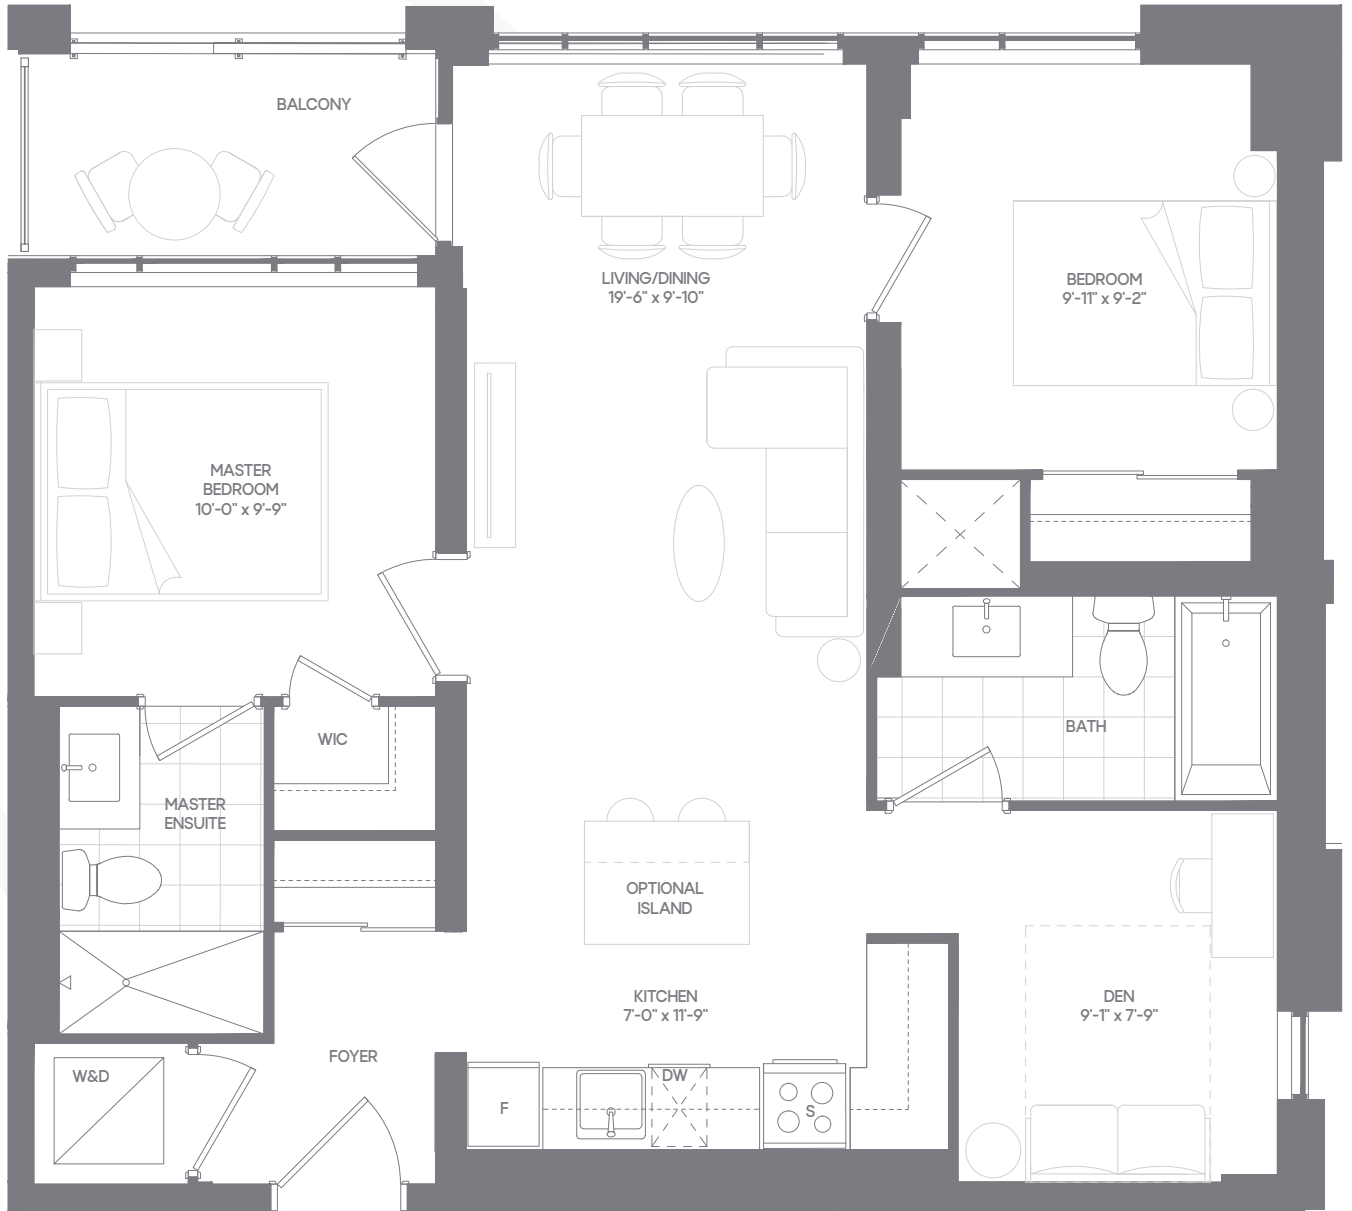 BALCONY
LIVING/DINING
19'-6" x 9'-10"
BEDROOM
9'-11" x 9'-2"
MASTER
BEDROOM
10'-0" x 9'-9"
WIC
BATH
MASTER
ENSUITE
OPTIONAL
ISLAND
KITCHEN
7'-0" x 11'-9"
DEN
9'-1" x 7'-9"
FOYER
W&D
DW
F
S